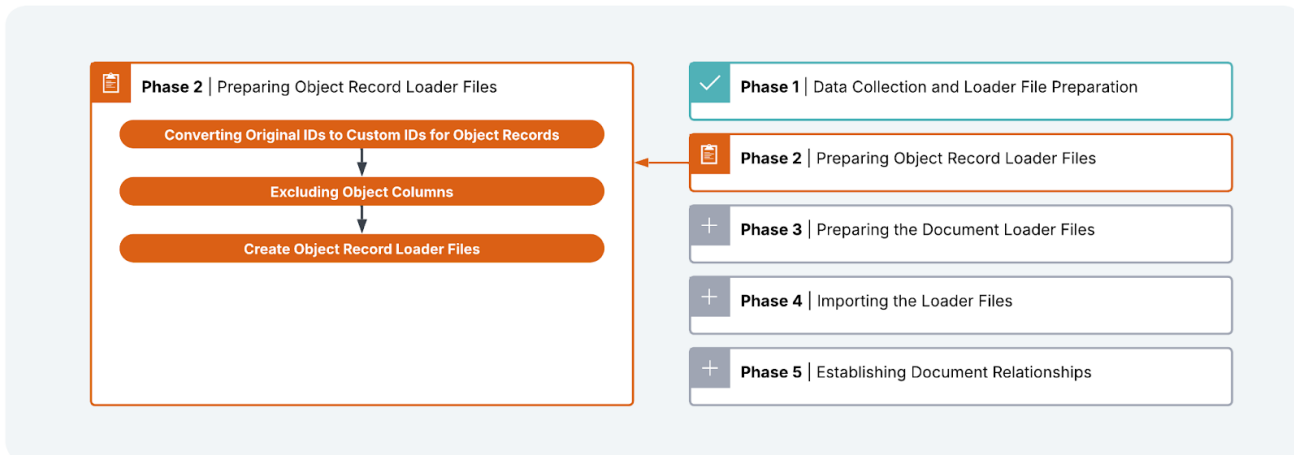 Phase 2 | Preparing Object Record Loader Files
Converting Original IDs to Custom IDs for Object Records
Excluding Object Columns
Create Object Record Loader Files
Phase 1 | Data Collection and Loader File Preparation
Phase 2 | Preparing Object Record Loader Files
Phase 3 | Preparing the Document Loader Files
Phase 4 | Importing the Loader Files
Phase 5 | Establishing Document Relationships